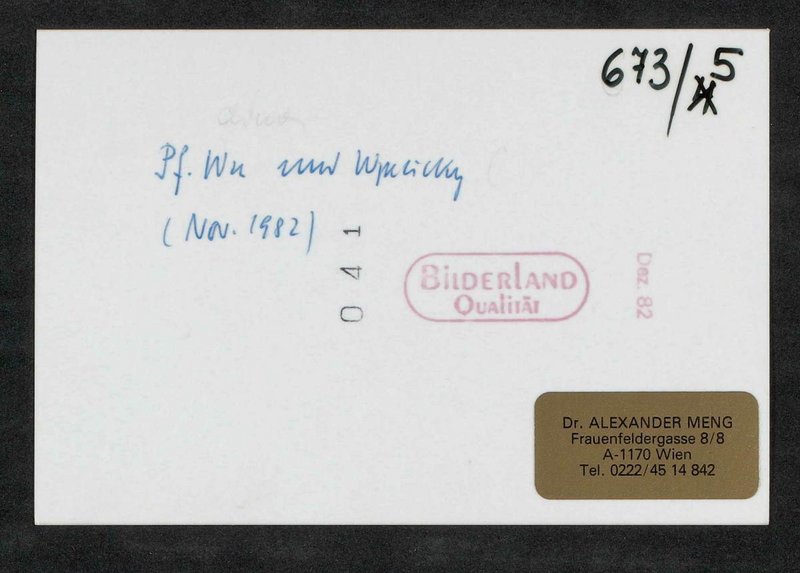 673/5
Pf. Wu und
(Nov. 1982)
041
BILDERLAND
QUALITÄT
Dez. 82
Dr. ALEXANDER MENG
Frauenfeldergasse 8/8
A-1170 Wien
Tel. 0222/45 14 842